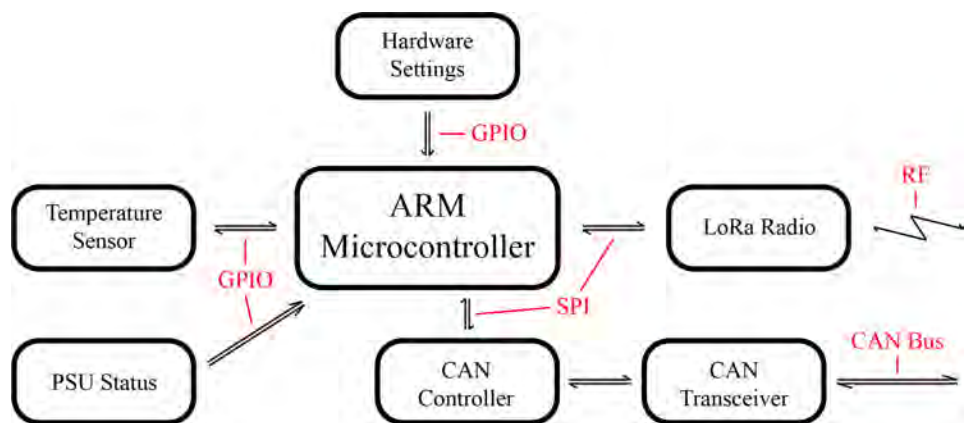 Hardware
Settings
GPIO
ARM
Microcontroller
Temperature
Sensor
LoRa Radio
RF
GPIO
SPI
PSU Status
CAN
Controller
CAN
Transceiver
CAN Bus